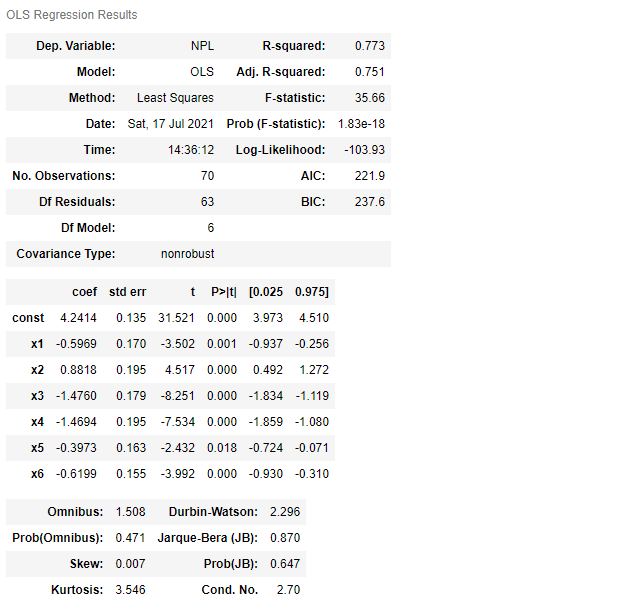 OLS Regression Results
Dep. Variable: NPL R-squared: 0.773
Model: OLS Adj. R-squared: 0.751
Method: Least Squares F-statistic: 35.66
Date: Sat, 17 Jul 2021 Prob (F-statistic): 1.83e-18
Time: 14:36:12 Log-Likelihood: -103.93
No. Observations: 70 AIC: 221.9
Df Residuals: 63 BIC: 237.6
Df Model: 6
Covariance Type: nonrobust
coef std err t P>|t| [0.025 0.975]
const 4.2414 0.135 31.521 0.000 3.973 4.510
x1 -0.5969 0.170 -3.502 0.001 -0.937 -0.256
x2 0.8818 0.195 4.517 0.000 0.492 1.272
x3 -1.4760 0.179 -8.251 0.000 -1.834 -1.119
x4 -1.4694 0.195 -7.534 0.000 -1.859 -1.080
x5 -0.3973 0.163 -2.432 0.018 -0.724 -0.071
x6 -0.6199 0.155 -3.992 0.000 -0.930 -0.310
Omnibus: 1.508 Durbin-Watson: 2.296
Prob(Omnibus): 0.471 Jarque-Bera (JB): 0.870
Skew: 0.007 Prob(JB): 0.647
Kurtosis: 3.546 Cond. No. 2.70